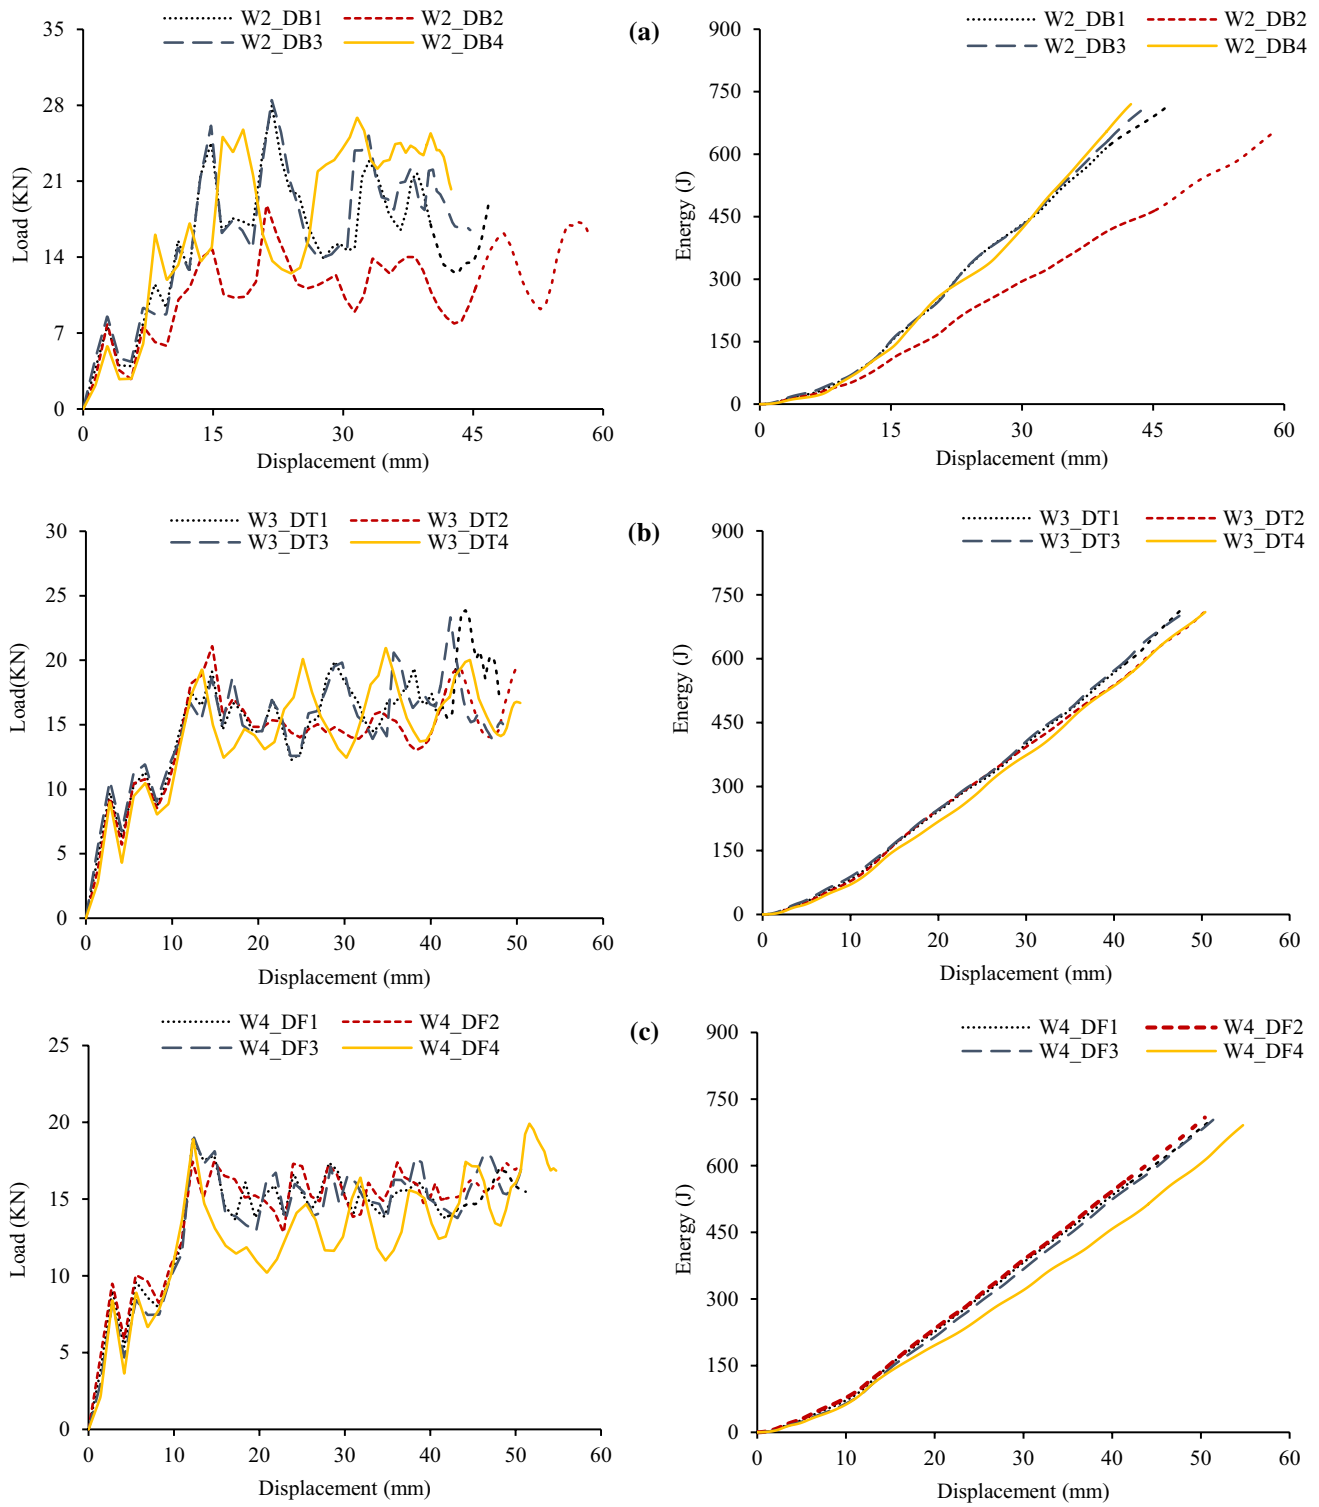 W2_DB1 W2_DB2
W2_DB3 W2_DB4
(a)
35
28
21
14
7
0
Load (KN)
0 15 30 45 60
Displacement (mm)
W2_DB1 W2_DB2
W2_DB3 W2_DB4
900
750
600
450
300
150
0
Energy (J)
0 15 30 45 60
Displacement (mm)
W3_DT1 W3_DT2
W3_DT3 W3_DT4
(b)
30
25
20
15
10
5
0
Load(KN)
0 10 20 30 40 50 60
Displacement (mm)
W3_DT1 W3_DT2
W3_DT3 W3_DT4
900
750
600
450
300
150
0
Energy (J)
0 10 20 30 40 50 60
Displacement (mm)
W4_DF1 W4_DF2
W4_DF3 W4_DF4
(c)
25
20
15
10
5
0
Load (KN)
0 10 20 30 40 50 60
Displacement (mm)
W4_DF1 W4_DF2
W4_DF3 W4_DF4
900
750
600
450
300
150
0
Energy (J)
0 10 20 30 40 50 60
Displacement (mm)